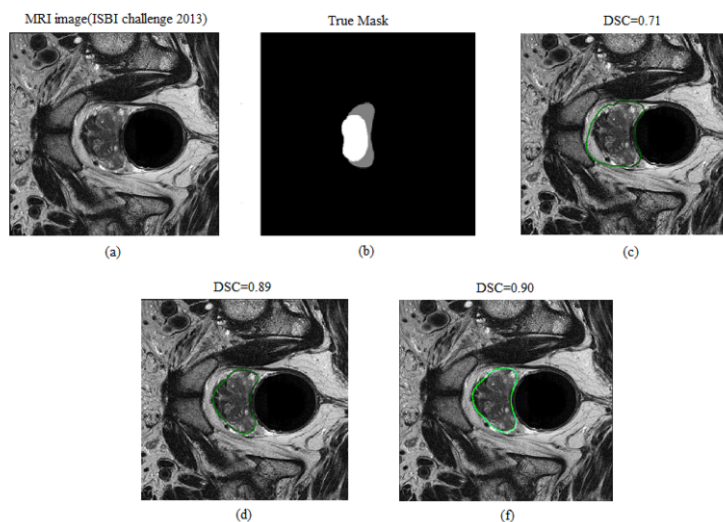 MRI image(ISBI challenge 2013)
True Mask
DSC=0.71
(a)
(b)
(c)
DSC=0.89
DSC=0.90
(d)
(f)